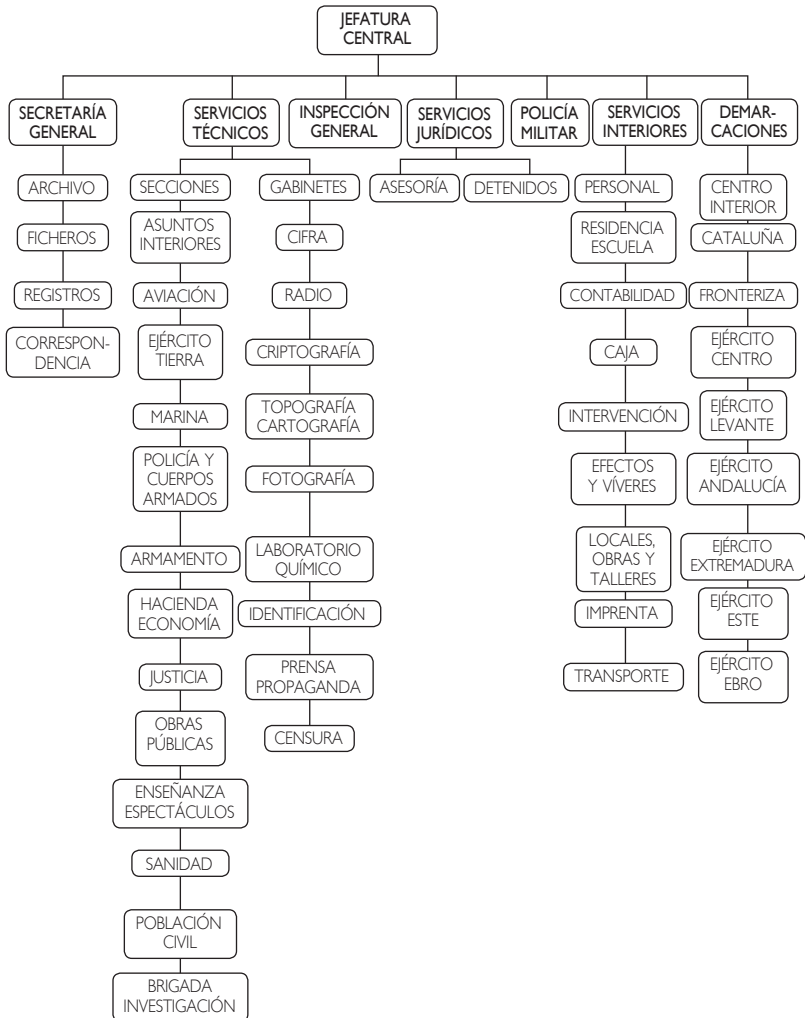 JEFATURA
CENTRAL
SECRETARÍA
GENERAL
SERVICIOS
TÉCNICOS
INSPECCIÓN
GENERAL
SERVICIOS
JURÍDICOS
POLICÍA
MILITAR
SERVICIOS
INTERIORES
DEMAR-
CACIONES
ARCHIVO
FICHEROS
REGISTROS
CORRESPON-
DENCIA
SECCIONES
ASUNTOS
INTERIORES
AVIACIÓN
EJÉRCITO
TIERRA
MARINA
POLICÍA Y
CUERPOS
ARMADOS
ARMAMENTO
HACIENDA
ECONOMÍA
JUSTICIA
OBRAS
PÚBLICAS
ENSEÑANZA
ESPECTÁCULOS
SANIDAD
POBLACIÓN
CIVIL
BRIGADA
INVESTIGACIÓN
GABINETES
CIFRA
RADIO
CRIPTOGRAFÍA
TOPOGRAFÍA
CARTOGRAFÍA
FOTOGRAFÍA
LABORATORIO
QUÍMICO
IDENTIFICACIÓN
PRENSA
PROPAGANDA
CENSURA
ASESORÍA
DETENIDOS
PERSONAL
RESIDENCIA
ESCUELA
CONTABILIDAD
CAJA
INTERVENCIÓN
EFECTOS
Y VÍVERES
LOCALES,
OBRAS Y
TALLERES
IMPRENTA
TRANSPORTE
CENTRO
INTERIOR
CATALUÑA
FRONTERIZA
EJÉRCITO
CENTRO
EJÉRCITO
LEVANTE
EJÉRCITO
ANDALUCÍA
EJÉRCITO
EXTREMADURA
EJÉRCITO
ESTE
EJÉRCITO
EBRO